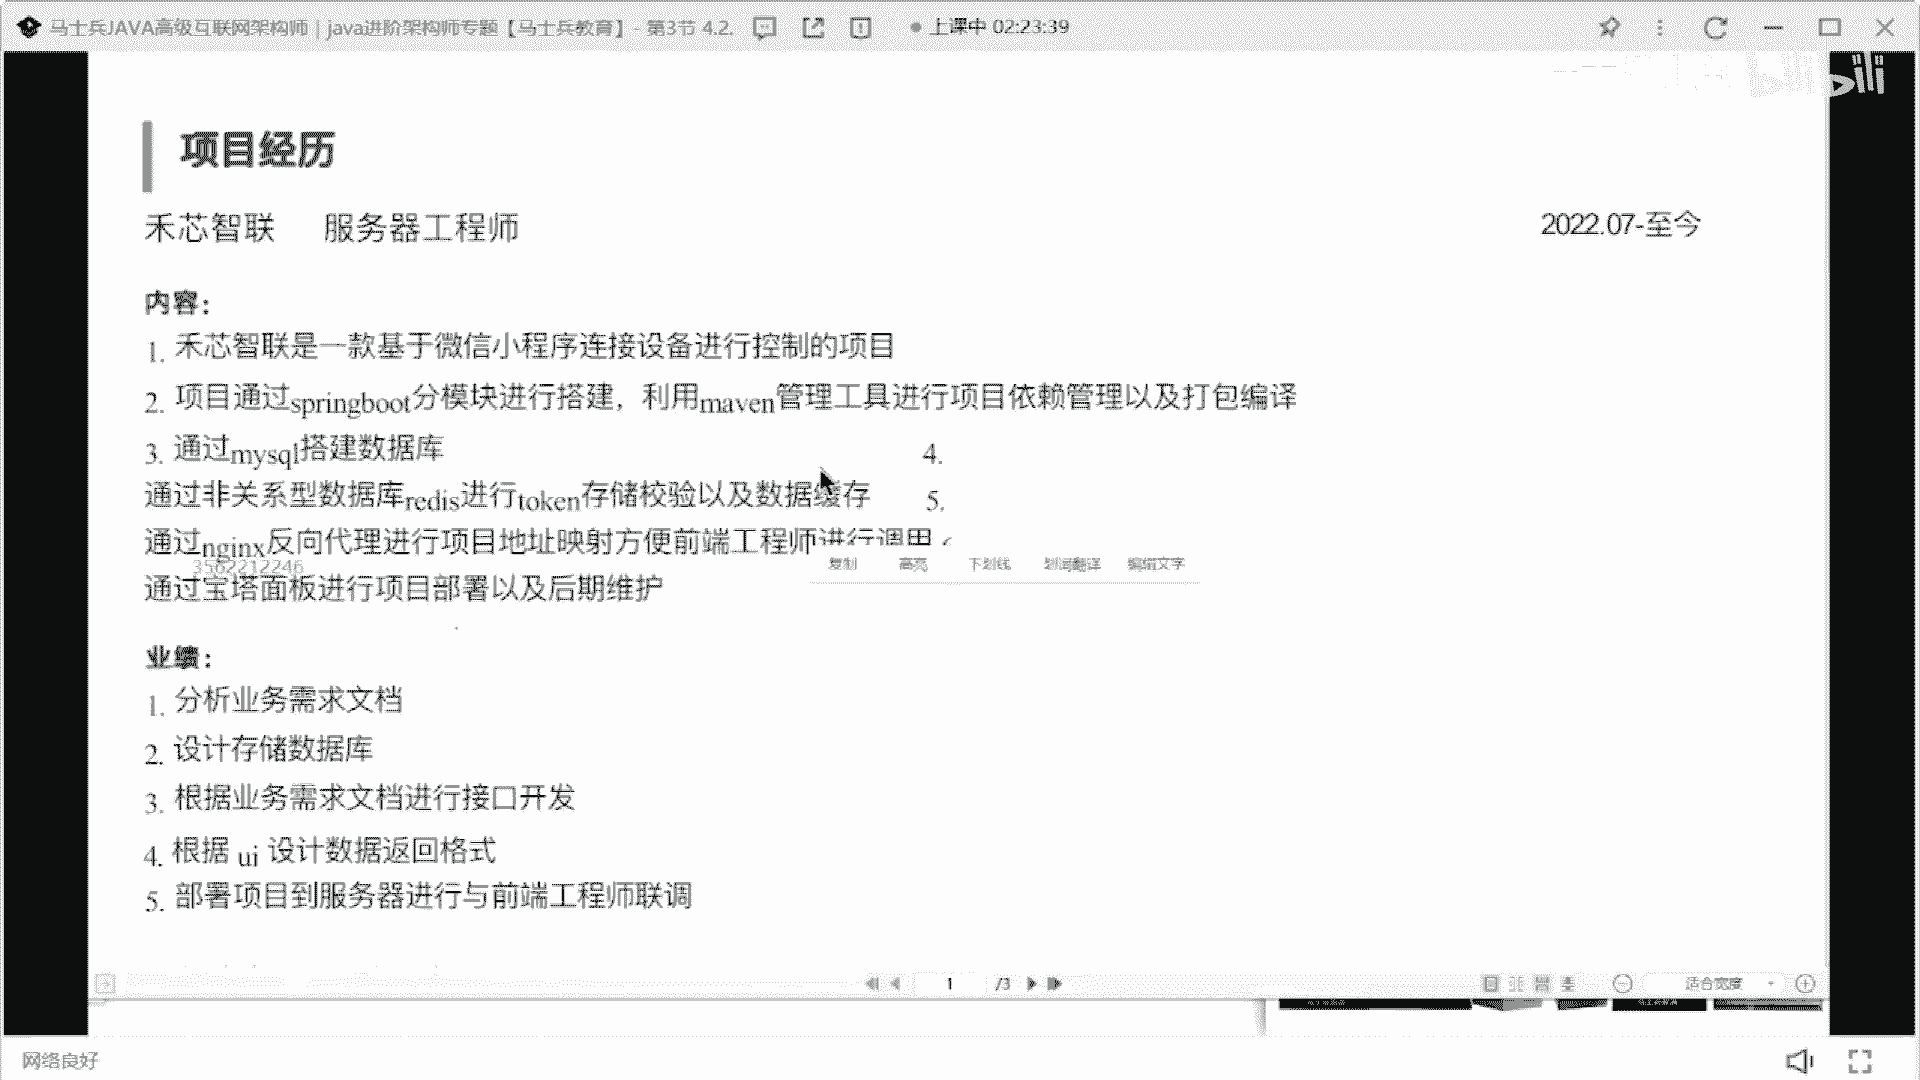 马士兵JAVA高级互联网架构师 | java进阶架构师专题【马士兵教育】- 第3节 4.2. 上课中 02:23:39
bilibili
项目经历
禾芯智联 服务器工程师 2022.07-至今
内容：
1. 禾芯智联是一款基于微信小程序连接设备进行控制的项目
2. 项目通过springboot分模块进行搭建，利用maven管理工具进行项目依赖管理以及打包编译
3. 通过mysql搭建数据库 4.
通过非关系型数据库redis进行token存储校验以及数据缓存 5.
通过nginx反向代理进行项目地址映射方便前端工程师进行调用
复制 高亮 下划线 划词翻译 编辑文字
3562212246
通过宝塔面板进行项目部署以及后期维护
业绩：
1. 分析业务需求文档
2. 设计存储数据库
3. 根据业务需求文档进行接口开发
4. 根据 ui 设计数据返回格式
5. 部署项目到服务器进行与前端工程师联调
1 /3 适合宽度
网络良好